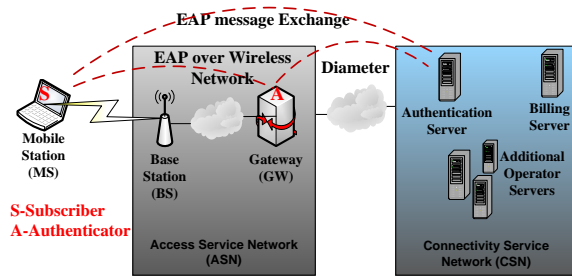 EAP message Exchange
EAP over Wireless
Network
Diameter
S
A
Mobile
Station
(MS)
Base
Station
(BS)
Gateway
(GW)
Authentication
Server
Billing
Server
Additional
Operator
Servers
S-Subscriber
A-Authenticator
Access Service Network
(ASN)
Connectivity Service
Network (CSN)